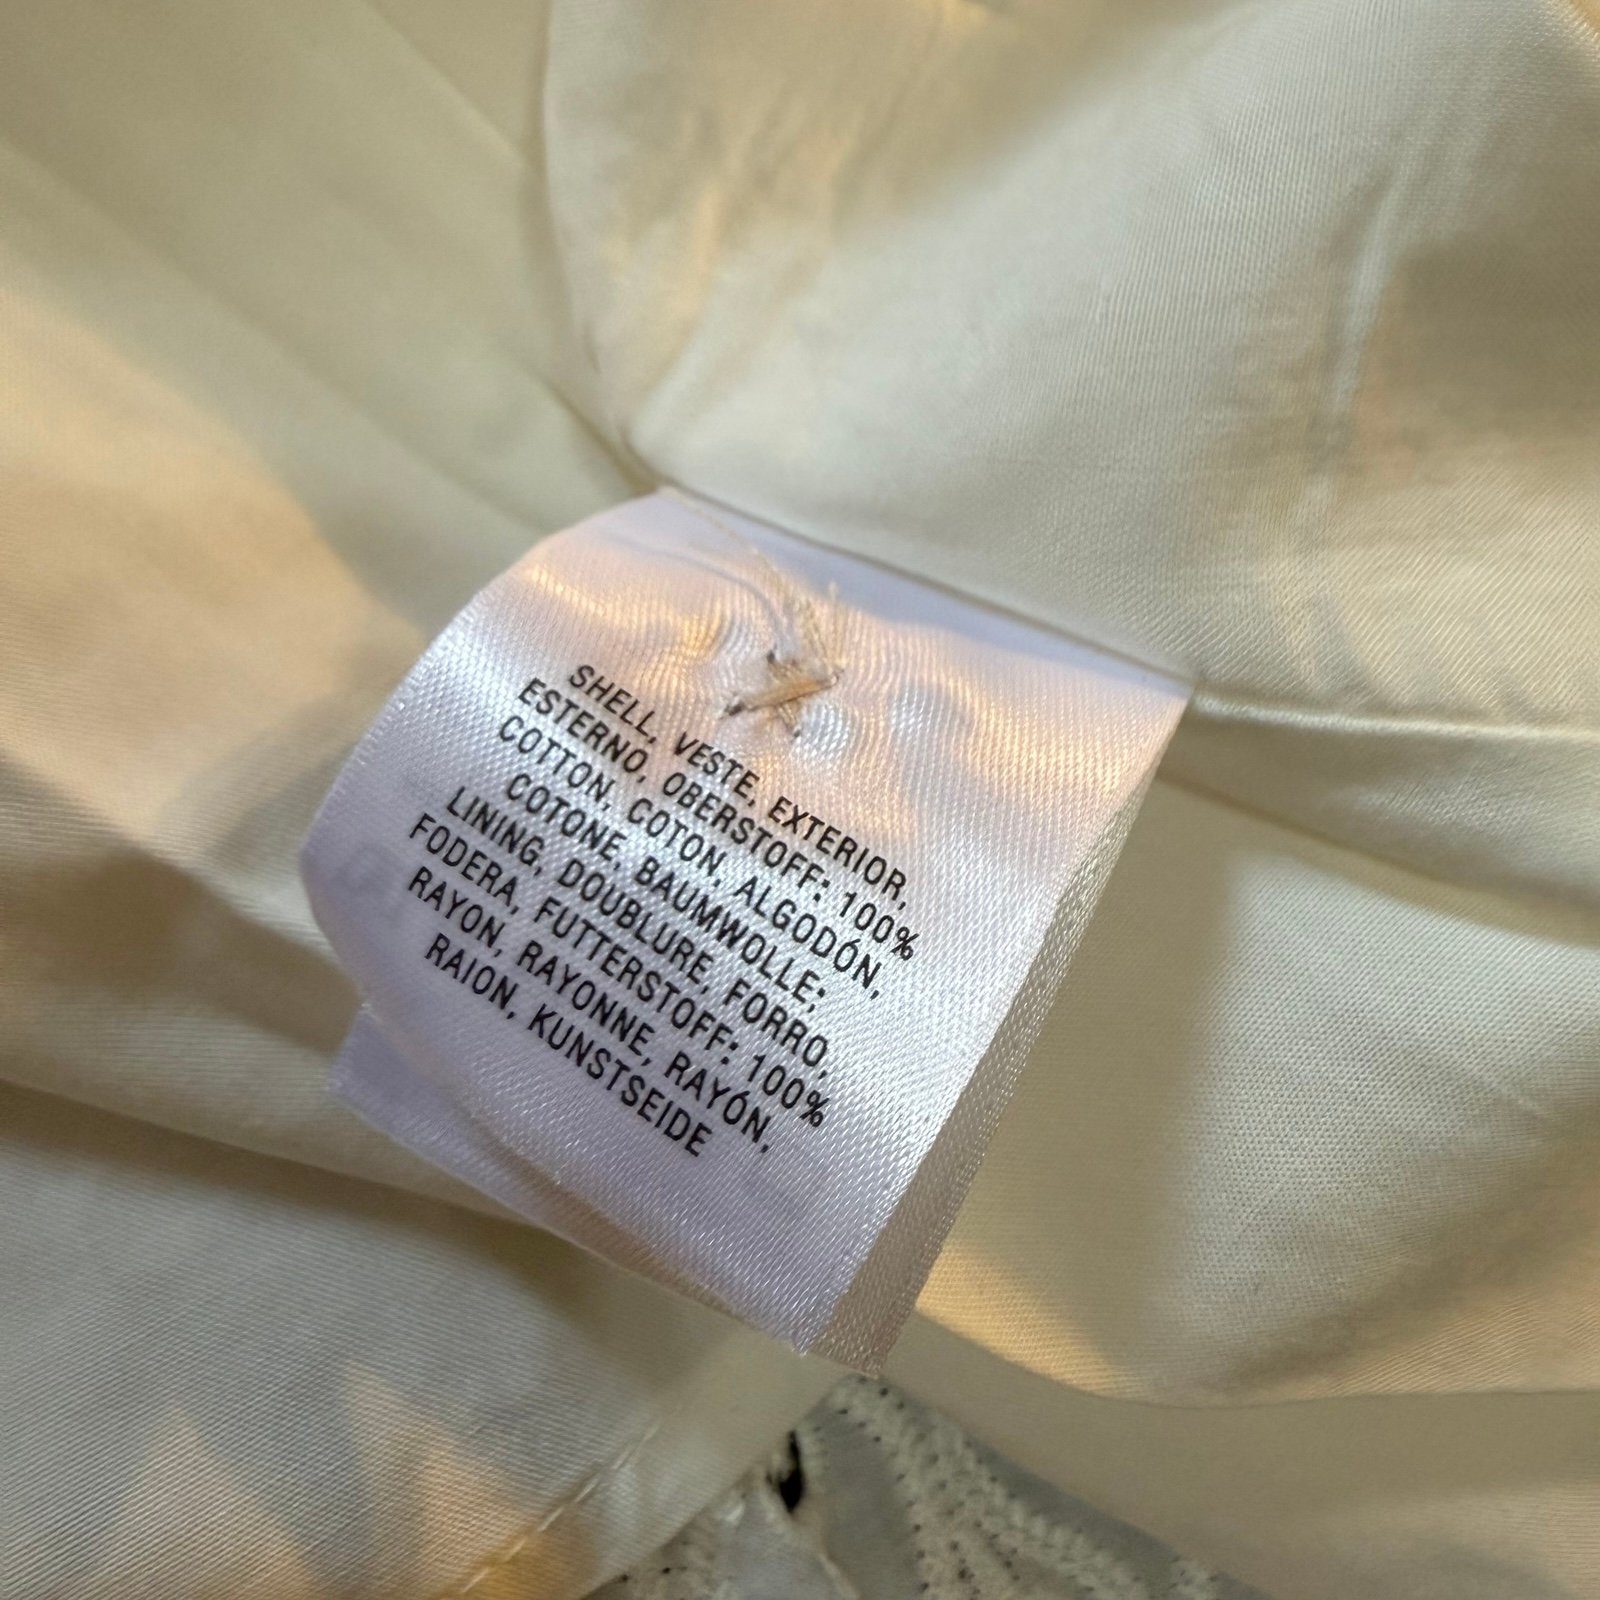 SHELL, VESTE, EXTERIOR,
ESTERNO, OBERSTOFF: 100%
COTTON, COTON, ALGODÓN,
COTONE, BAUMWOLLE;
LINING, DOUBLURE, FORRO,
FODERA, FUTTERSTOFF: 100%
RAYON, RAYONNE, RAYÓN,
RAION, KUNSTSEIDE